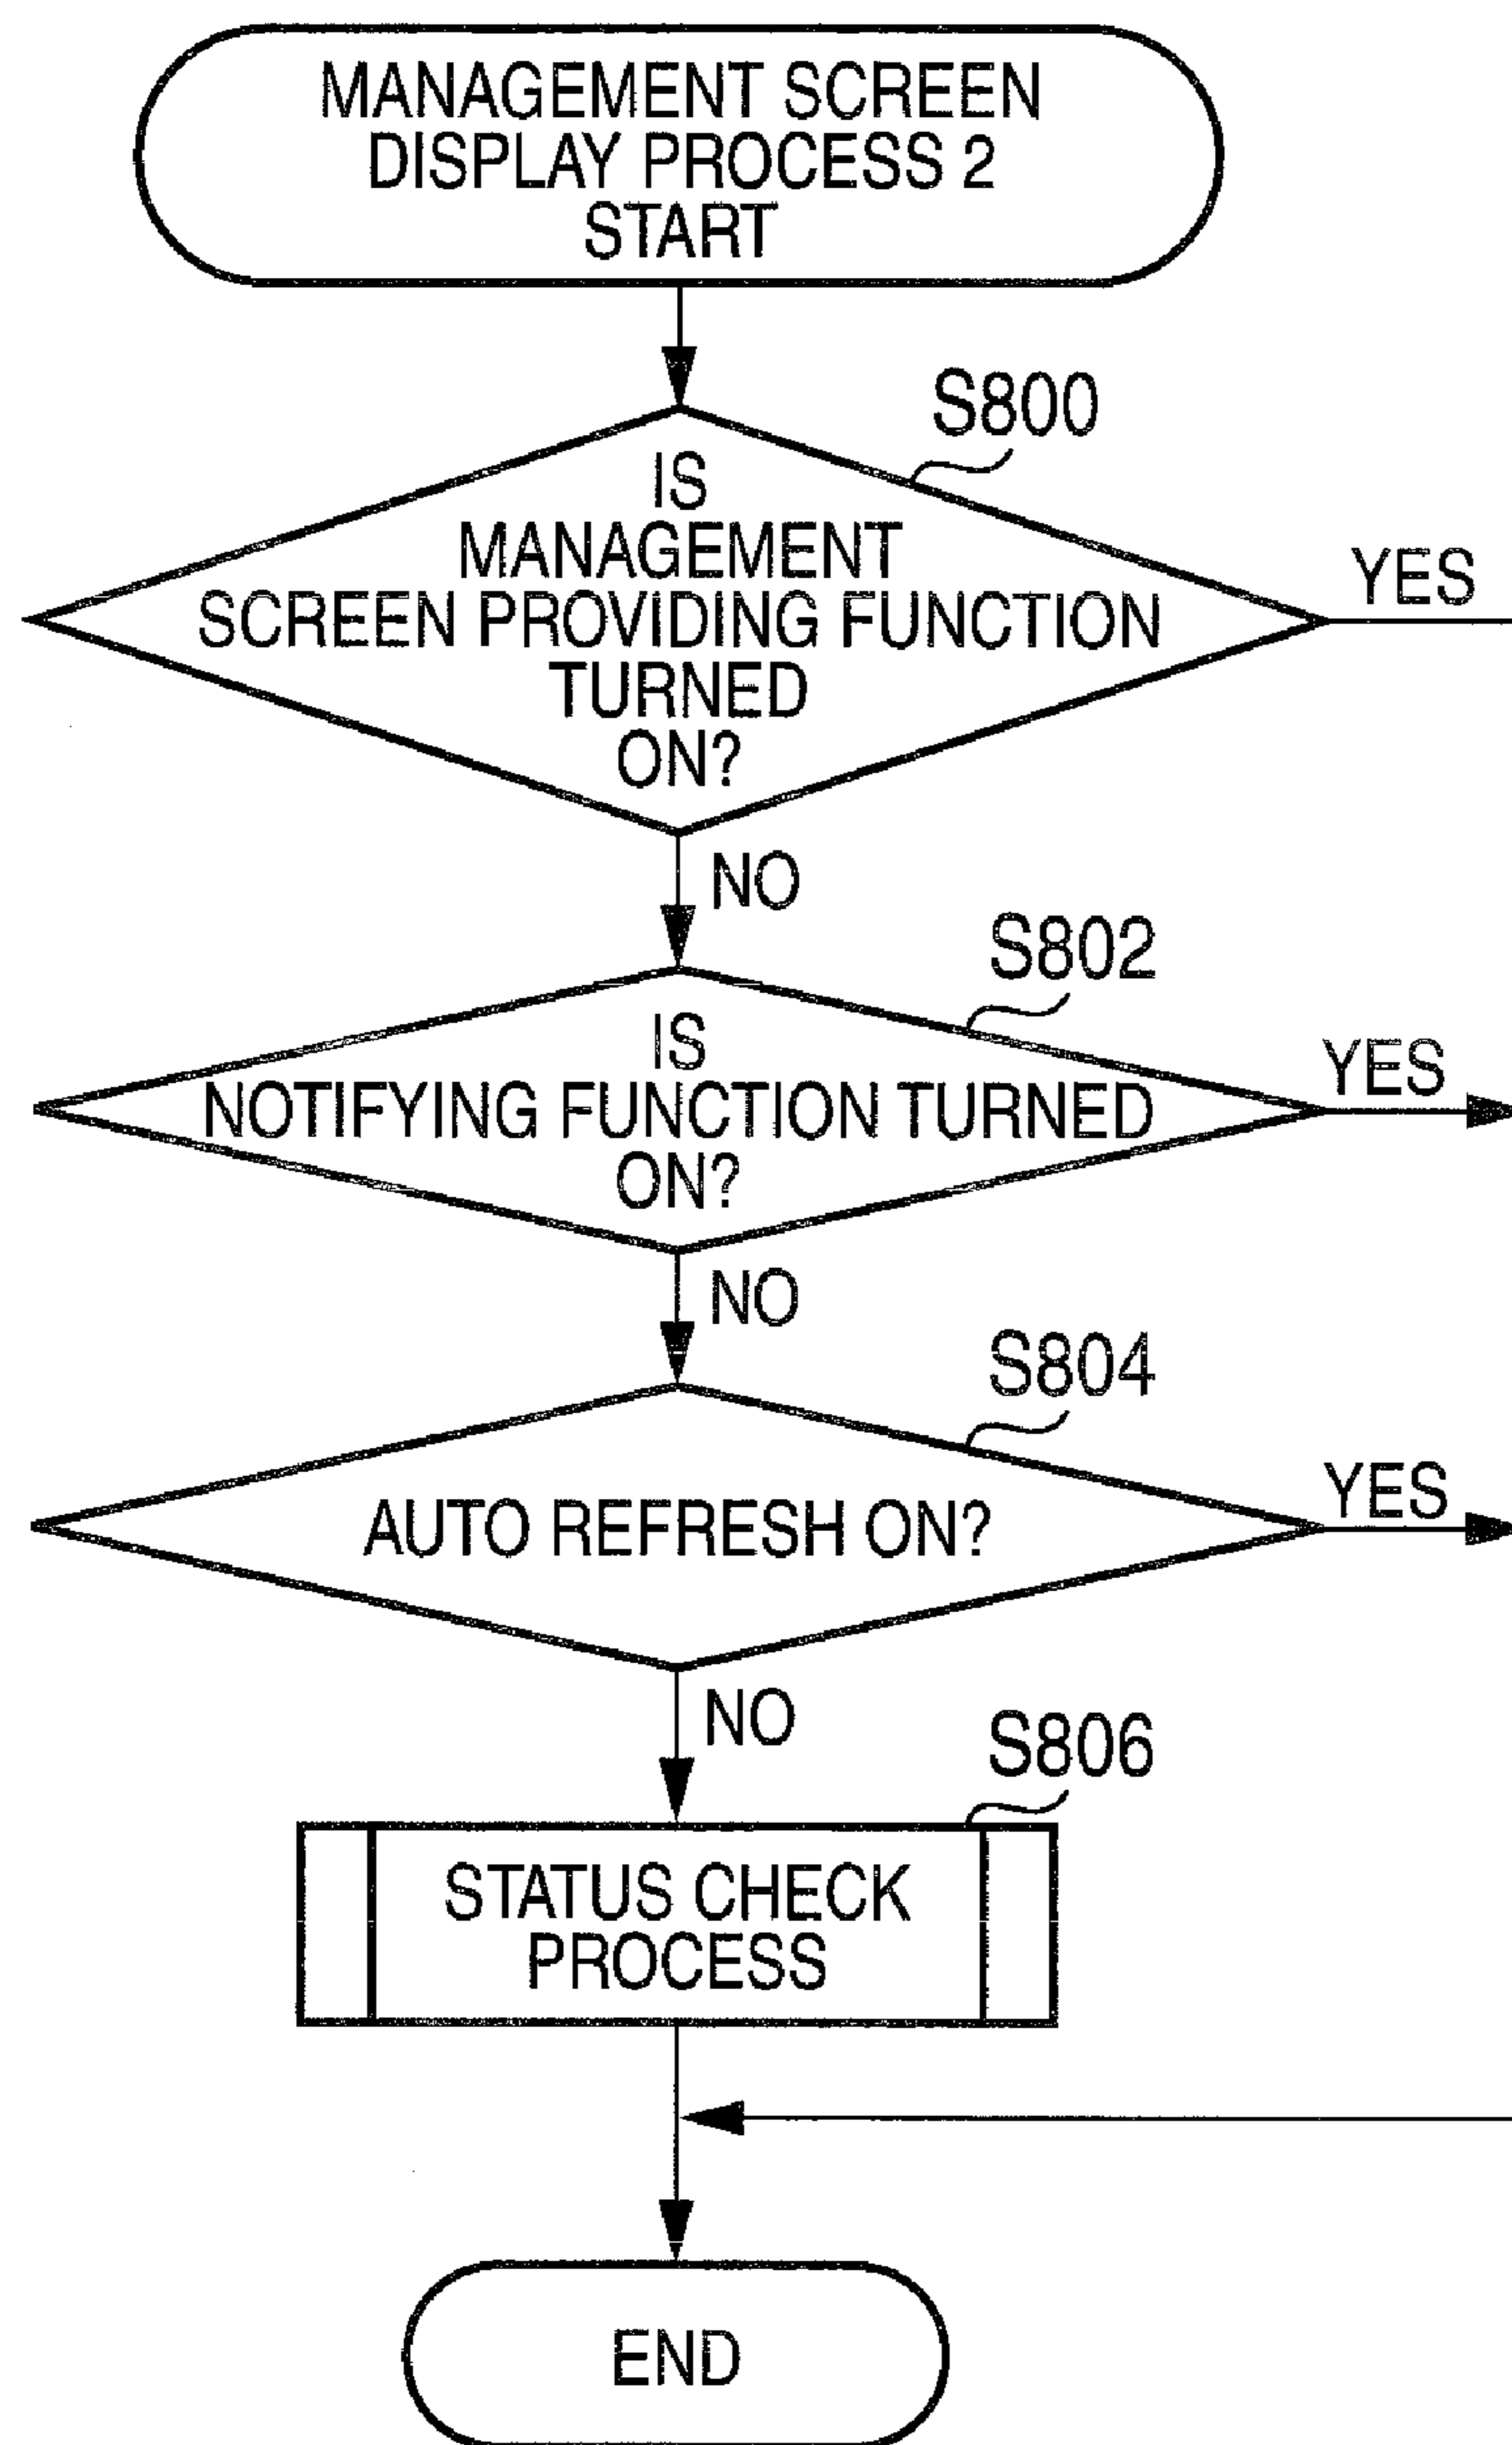 MANAGEMENT SCREEN
DISPLAY PROCESS 2
START
S800
IS
MANAGEMENT
SCREEN PROVIDING FUNCTION
TURNED
ON?
YES
NO
S802
IS
NOTIFYING FUNCTION TURNED
ON?
YES
NO
S804
AUTO REFRESH ON?
YES
NO
S806
STATUS CHECK
PROCESS
END